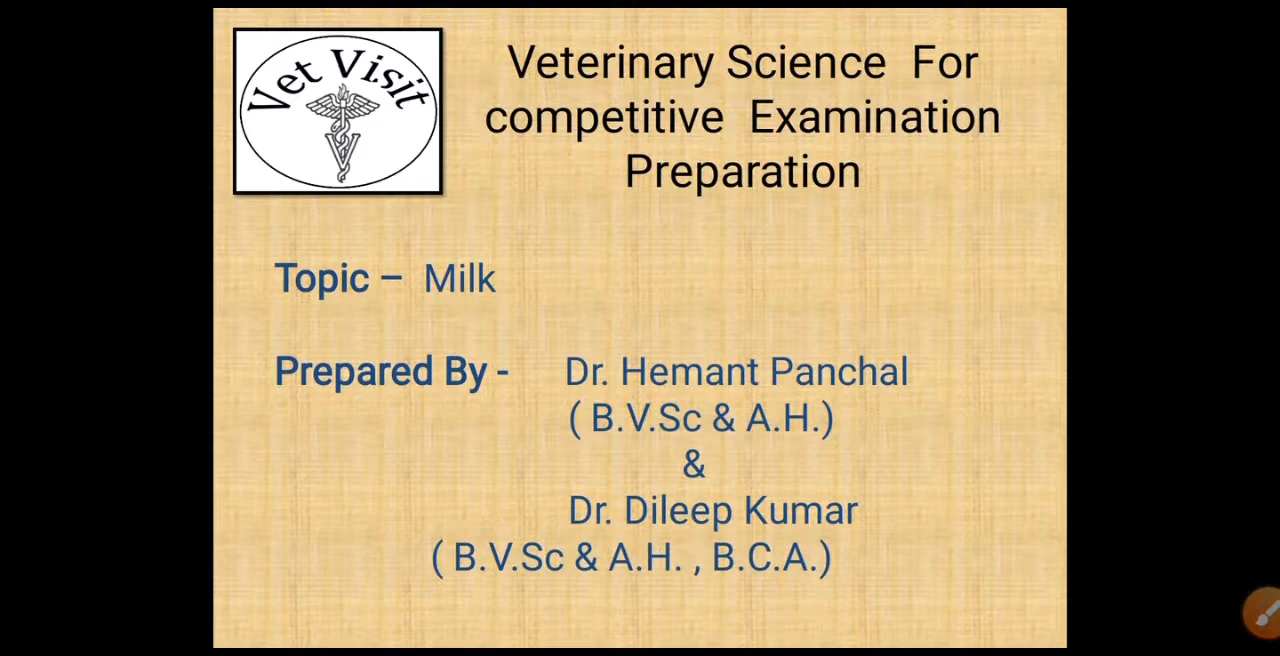 Vet Visit
Veterinary Science For
competitive Examination
Preparation
Topic – Milk
Prepared By - Dr. Hemant Panchal
( B.V.Sc & A.H.)
&
Dr. Dileep Kumar
( B.V.Sc & A.H. , B.C.A.)